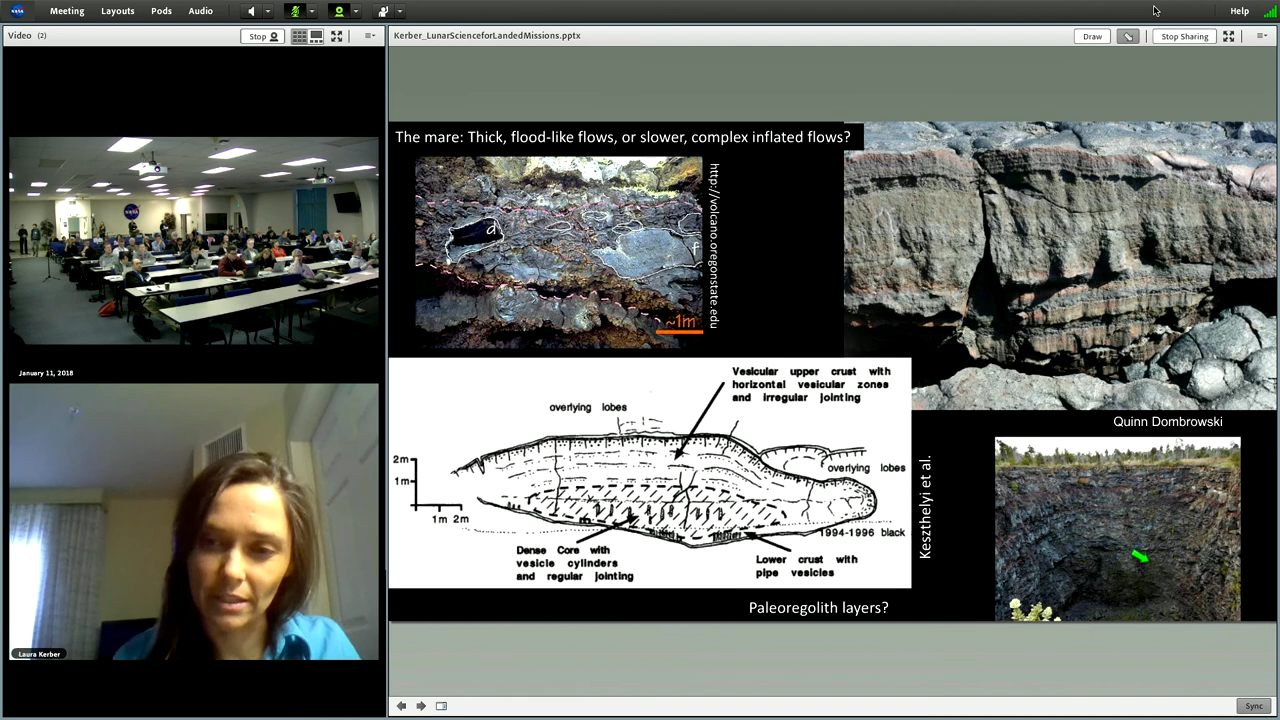 Meeting Layouts Pods Audio Help
Video (2) Stop
Kerber_LunarScienceforLandedMissions.pptx Draw Stop Sharing
NASA
January 11, 2018
Laura Kerber
The mare: Thick, flood-like flows, or slower, complex inflated flows?
d
f
~1m
http://volcano.oregonstate.edu
Quinn Dombrowski
Vesicular upper crust with
horizontal vesicular zones
and irregular jointing
overlying lobes
overlying lobes
2m
1m
1m 2m
1994-1996 black
Dense Core with
vesicle cylinders
and regular jointing
Lower crust with
pipe vesicles
Keszthelyi et al.
Paleoregolith layers?
Sync